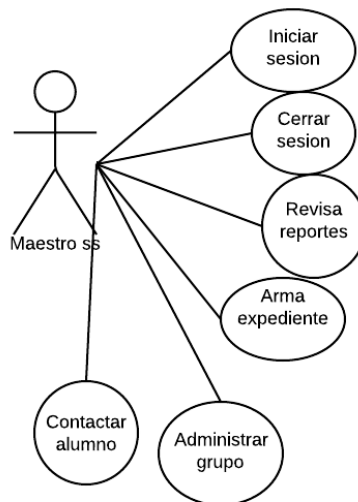 Iniciar
sesion
Cerrar
sesion
Revisa
reportes
Maestro ss
Arma
expediente
Contactar
alumno
Administrar
grupo